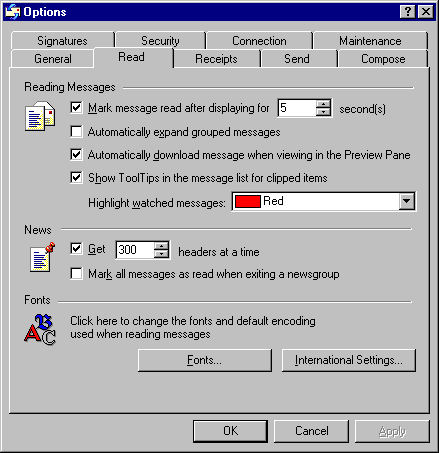 Options
Signatures Security Connection Maintenance
General Read Receipts Send Compose
Reading Messages
Mark message read after displaying for 5 second(s)
Automatically expand grouped messages
Automatically download message when viewing in the Preview Pane
Show ToolTips in the message list for clipped items
Highlight watched messages: Red
News
Get 300 headers at a time
Mark all messages as read when exiting a newsgroup
Fonts
Click here to change the fonts and default encoding
used when reading messages
Fonts... International Settings...
OK Cancel Apply